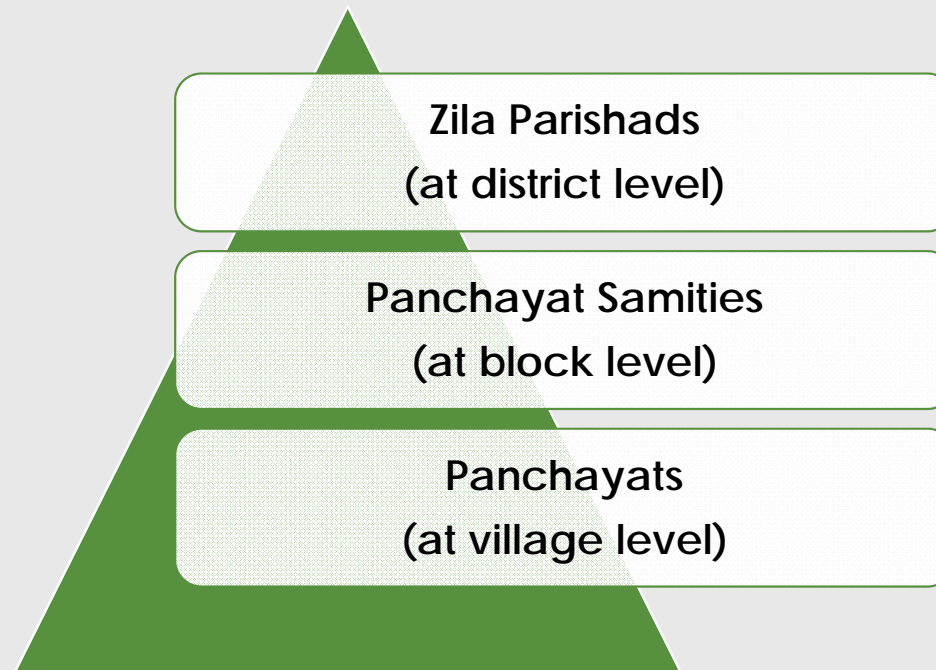 Zila Parishads
(at district level)
Panchayat Samities
(at block level)
Panchayats
(at village level)